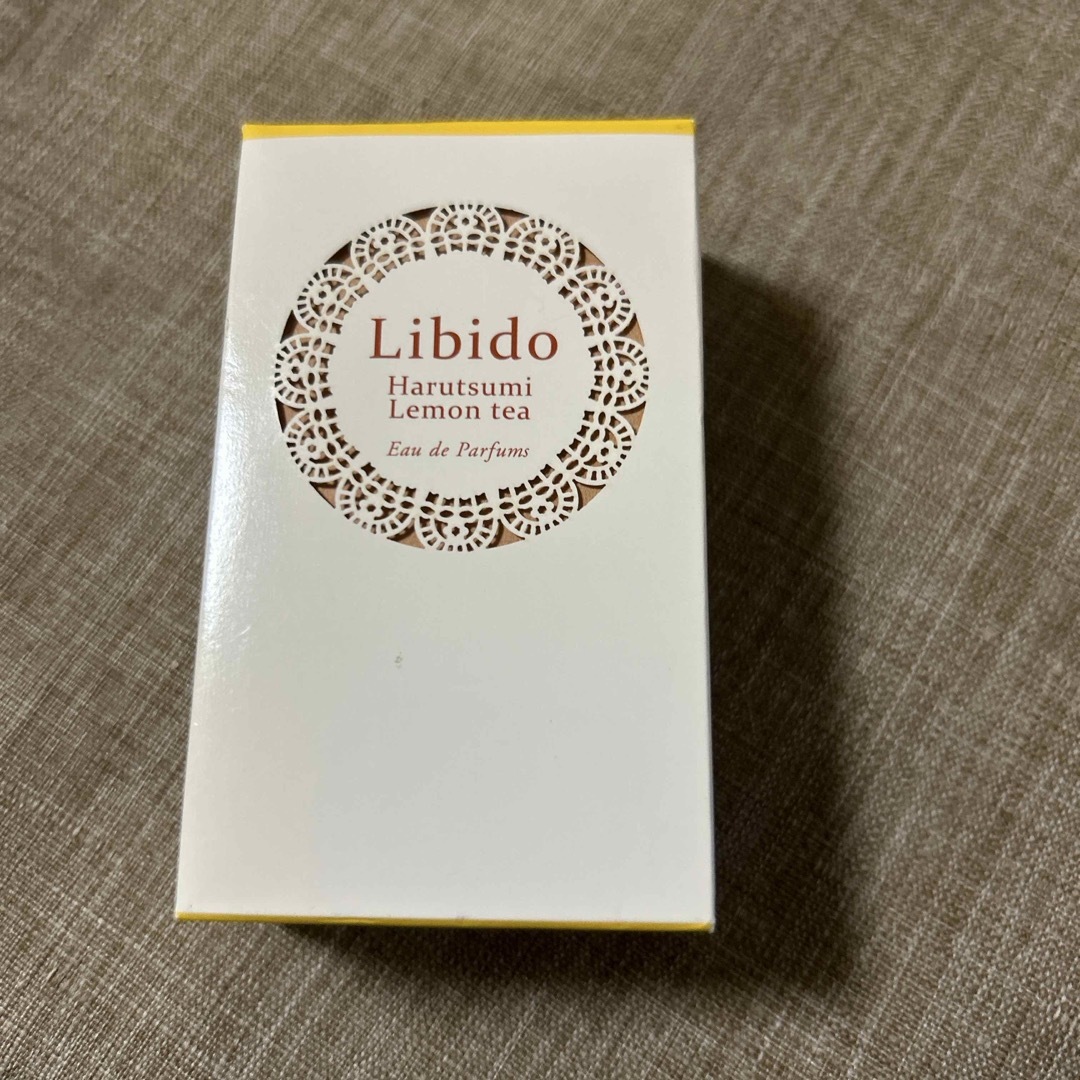 Libido
Harutsumi
Lemon tea
Eau de Parfums